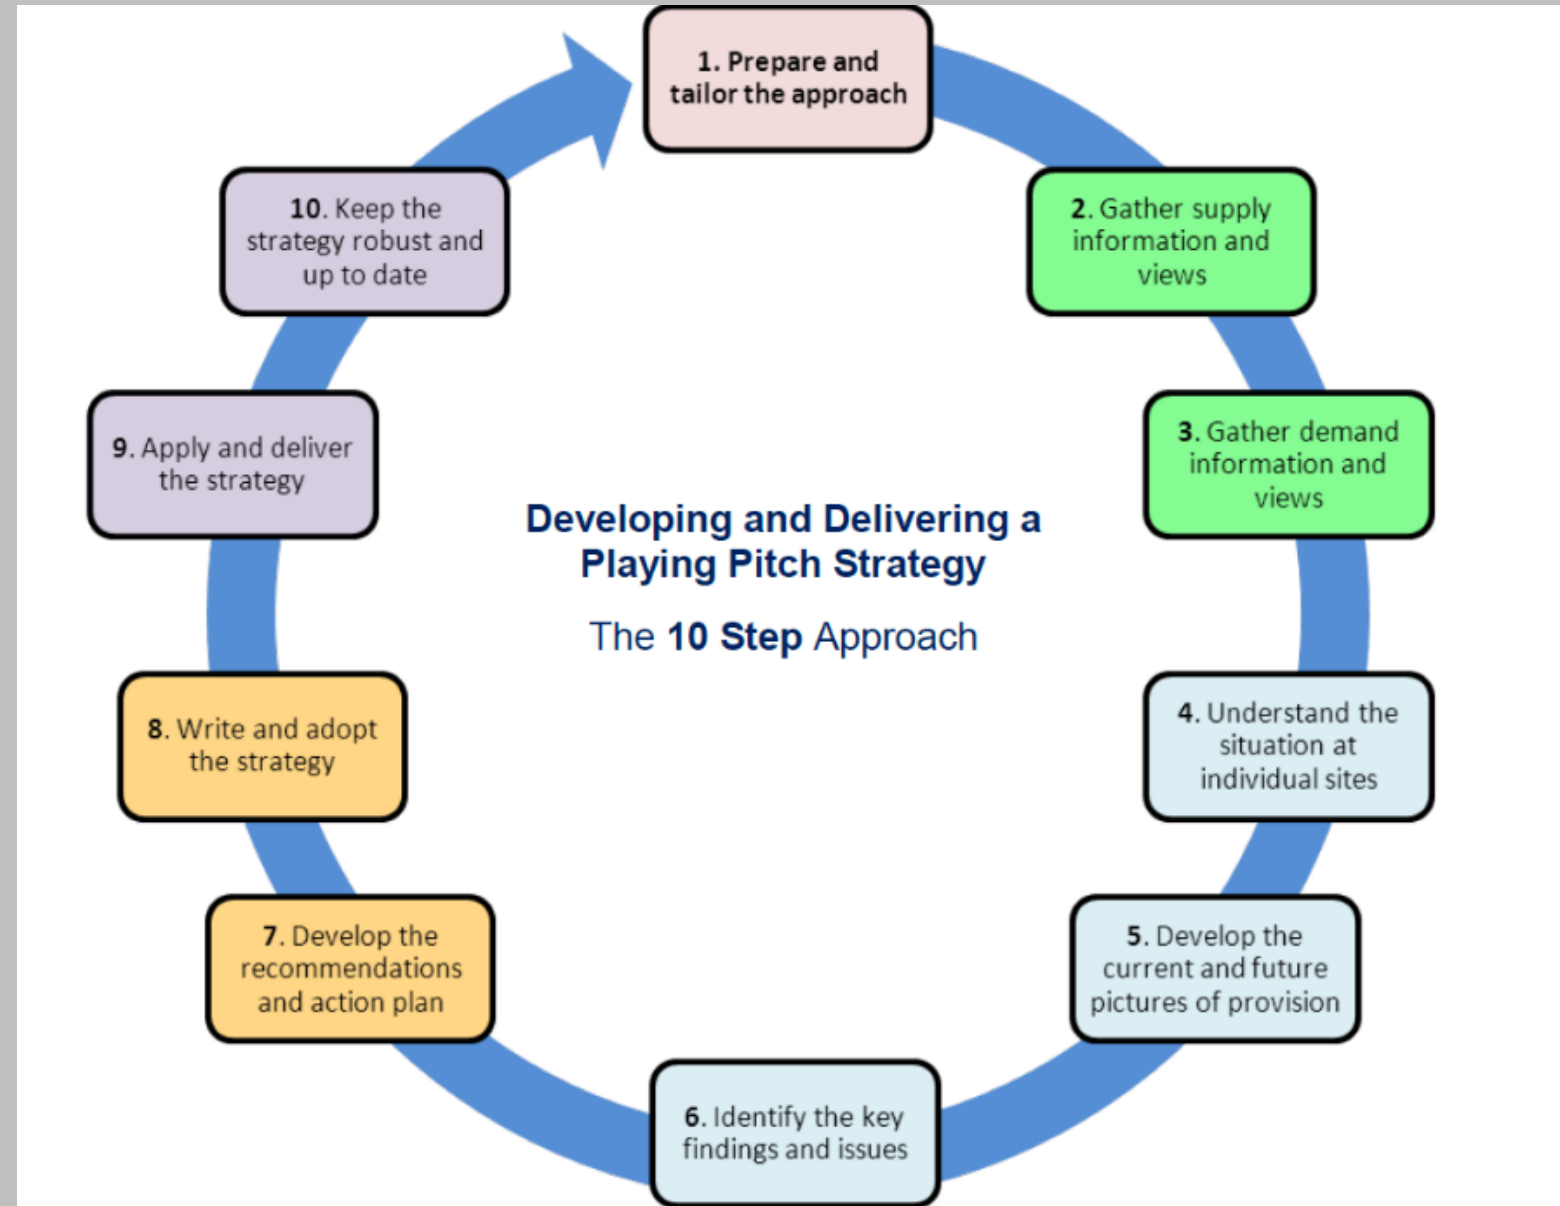 1. Prepare and
tailor the approach
2. Gather supply
information and
views
3. Gather demand
information and
views
4. Understand the
situation at
individual sites
5. Develop the
current and future
pictures of provision
6. Identify the key
findings and issues
7. Develop the
recommendations
and action plan
8. Write and adopt
the strategy
9. Apply and deliver
the strategy
10. Keep the
strategy robust and
up to date
Developing and Delivering a
Playing Pitch Strategy
The 10 Step Approach